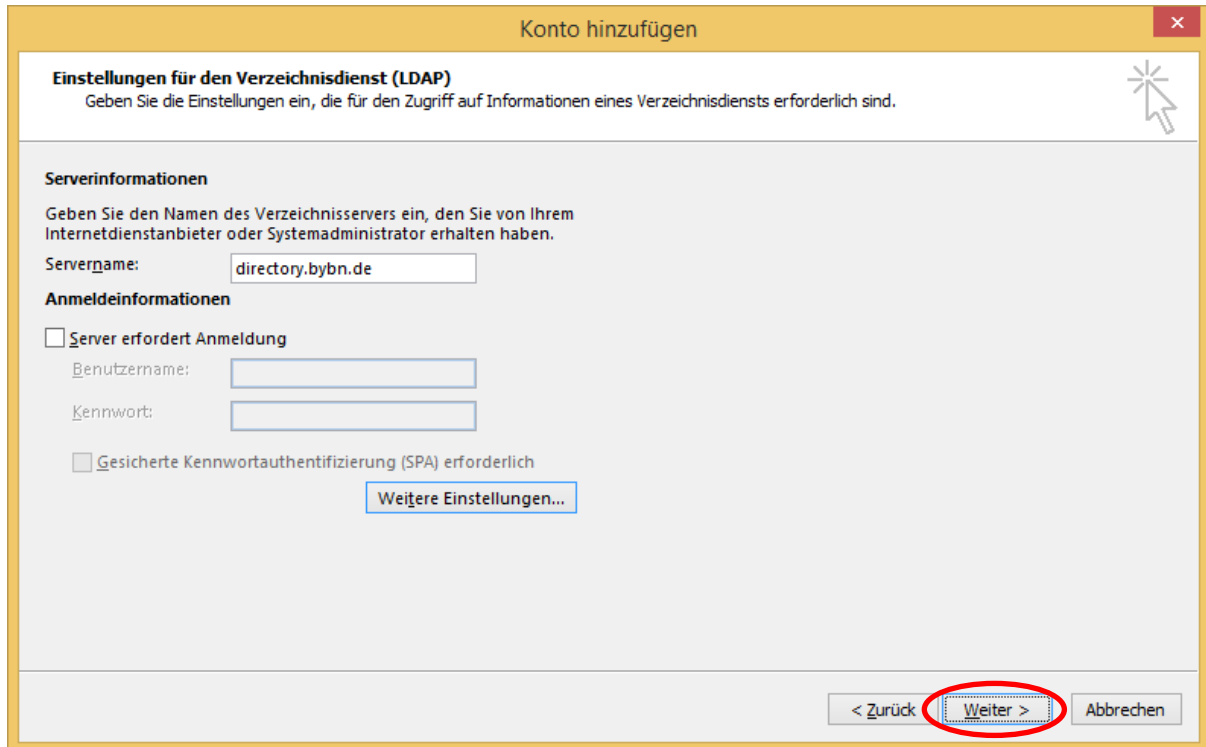 Konto hinzufügen
Einstellungen für den Verzeichnisdienst (LDAP)
Geben Sie die Einstellungen ein, die für den Zugriff auf Informationen eines Verzeichnisdiensts erforderlich sind.
Serverinformationen
Geben Sie den Namen des Verzeichnisservers ein, den Sie von Ihrem
Internetdienstanbieter oder Systemadministrator erhalten haben.
Servername: directory.bybn.de
Anmeldeinformationen
Server erfordert Anmeldung
Benutzername:
Kennwort:
Gesicherte Kennwortauthentifizierung (SPA) erforderlich
Weitere Einstellungen...
< Zurück Weiter > Abbrechen